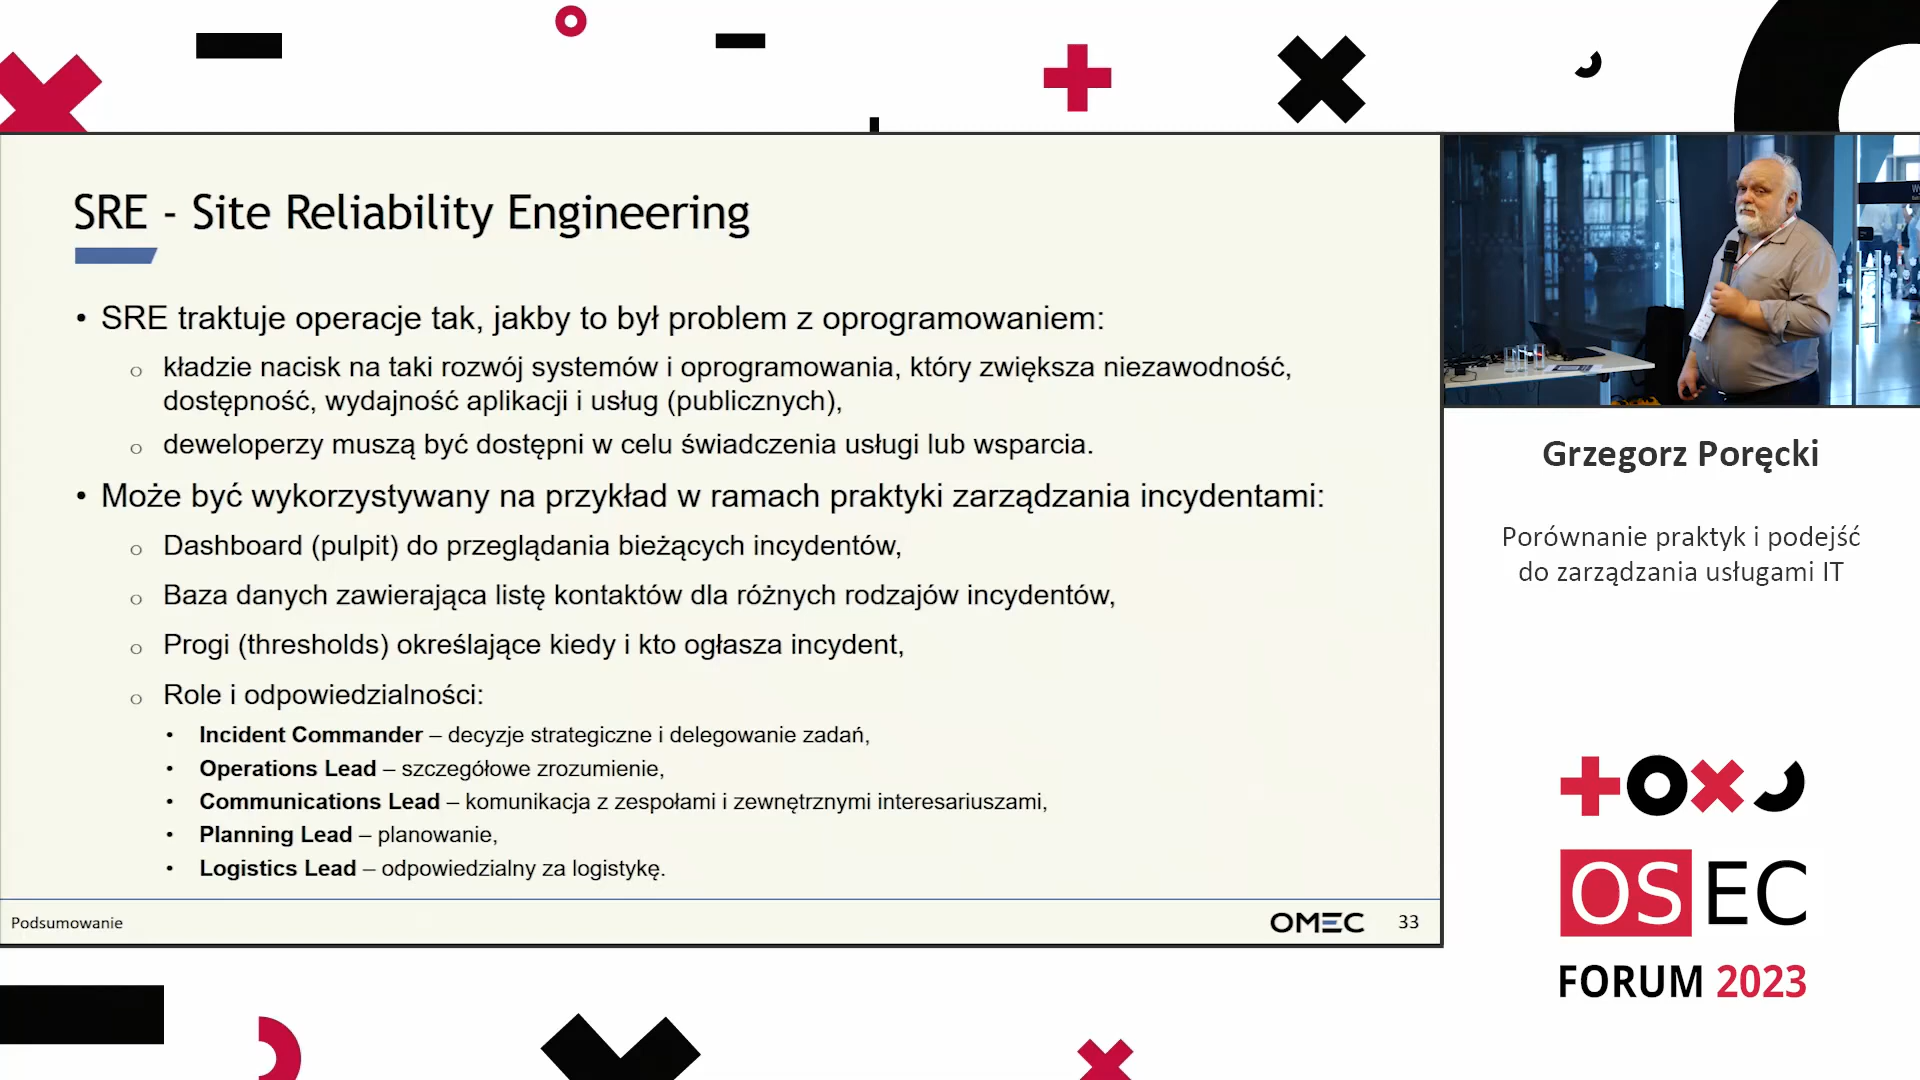 SRE - Site Reliability Engineering
• SRE traktuje operacje tak, jakby to był problem z oprogramowaniem:
o kładzie nacisk na taki rozwój systemów i oprogramowania, który zwiększa niezawodność,
dostępność, wydajność aplikacji i usług (publicznych),
o deweloperzy muszą być dostępni w celu świadczenia usługi lub wsparcia.
• Może być wykorzystywany na przykład w ramach praktyki zarządzania incydentami:
o Dashboard (pulpit) do przeglądania bieżących incydentów,
o Baza danych zawierająca listę kontaktów dla różnych rodzajów incydentów,
o Progi (thresholds) określające kiedy i kto ogłasza incydent,
o Role i odpowiedzialności:
• Incident Commander – decyzje strategiczne i delegowanie zadań,
• Operations Lead – szczegółowe zrozumienie,
• Communications Lead – komunikacja z zespołami i zewnętrznymi interesariuszami,
• Planning Lead – planowanie,
• Logistics Lead – odpowiedzialny za logistykę.
Podsumowanie
OMEC
33
Grzegorz Poręcki
Porównanie praktyk i podejść
do zarządzania usługami IT
OSEC
FORUM 2023